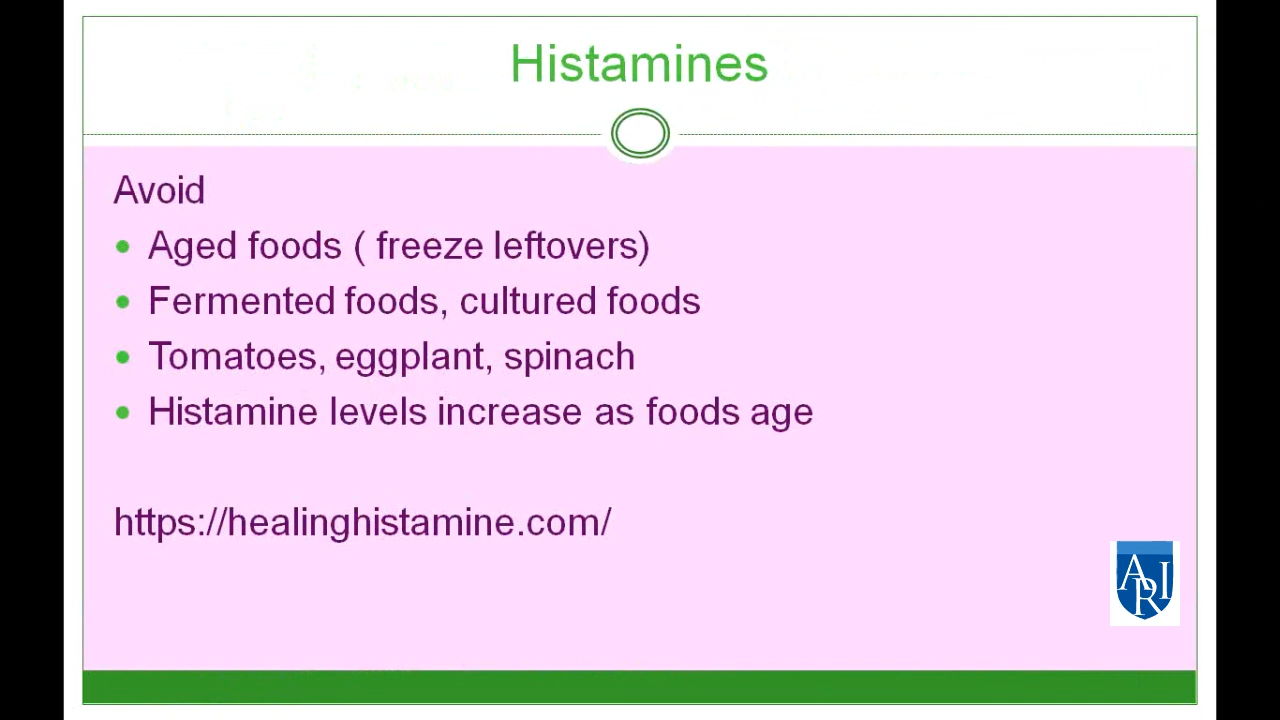 Histamines
Avoid
• Aged foods ( freeze leftovers)
• Fermented foods, cultured foods
• Tomatoes, eggplant, spinach
• Histamine levels increase as foods age
https://healinghistamine.com/
ARI